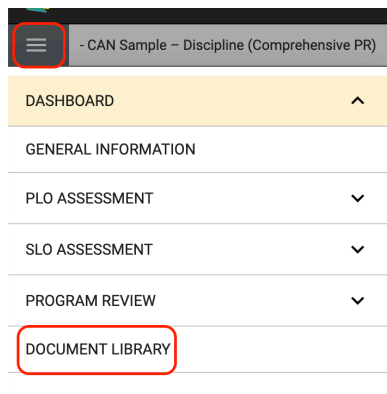 - CAN Sample – Discipline (Comprehensive PR)
DASHBOARD
GENERAL INFORMATION
PLO ASSESSMENT
SLO ASSESSMENT
PROGRAM REVIEW
DOCUMENT LIBRARY